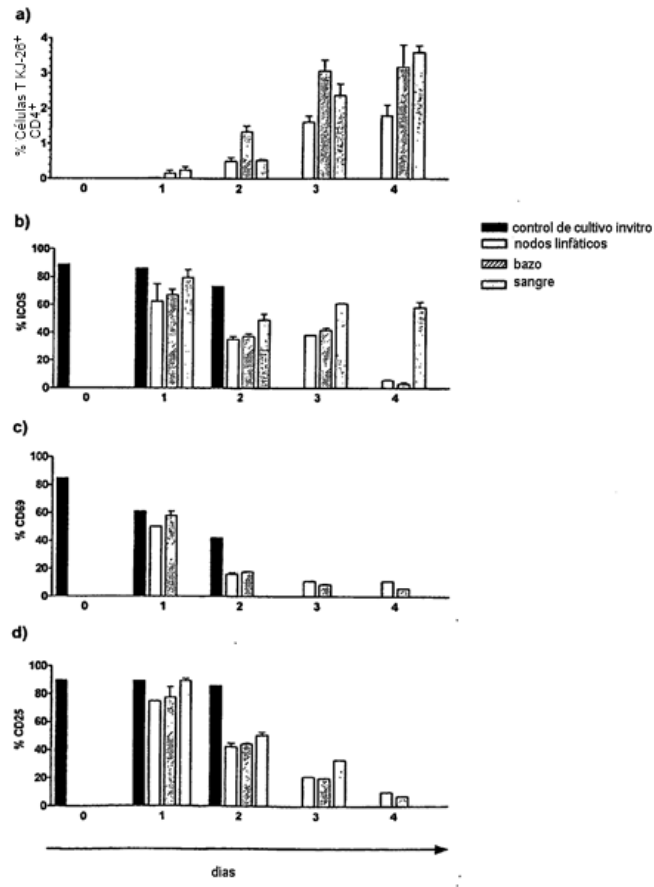 a)
% Células T KJ-26+
CD4+
4
3
2
1
0
0 1 2 3 4
b)
% ICOS
100
80
60
40
20
0
0 1 2 3 4
control de cultivo invitro
nodos linfàticos
bazo
sangre
c)
% CD69
100
80
60
40
20
0
0 1 2 3 4
d)
% CD25
100
80
60
40
20
0
0 1 2 3 4
dias